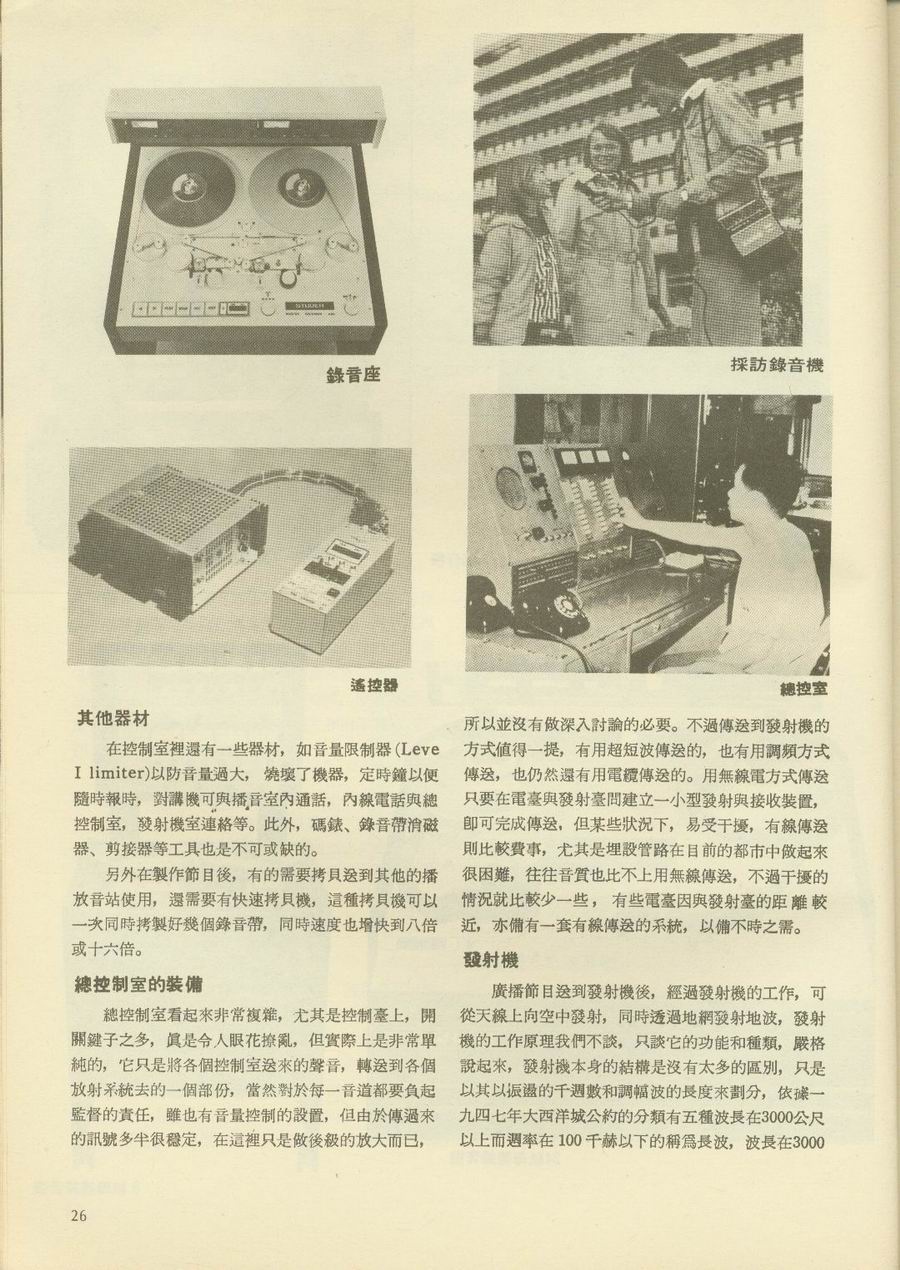 STUDER
錄音座
採訪錄音機
遙控器
總控室
其他器材
在控制室裡還有一些器材，如音量限制器(Leve
I limiter)以防音量過大，燒壞了機器，定時鐘以便
隨時報時，對講機可與播音室內通話，內線電話與總
控制室，發射機室連絡等。此外，碼錶、錄音帶消磁
器、剪接器等工具也是不可或缺的。
另外在製作節目後，有的需要拷貝送到其他的播
放音站使用，還需要有快速拷貝機，這種拷貝機可以
一次同時拷製好幾個錄音帶，同時速度也增快到八倍
或十六倍。
總控制室的裝備
總控制室看起來非常複雜，尤其是控制臺上，開
關鍵子之多，眞是令人眼花撩亂，但實際上是非常單
純的，它只是將各個控制室送來的聲音，轉送到各個
放射系統去的一個部份，當然對於每一音道都要負起
監督的責任，雖也有音量控制的設置，但由於傳過來
的訊號多半很穩定，在這裡只是做後級的放大而已，
所以並沒有做深入討論的必要。不過傳送到發射機的
方式値得一提，有用超短波傳送的，也有用調頻方式
傳送，也仍然還有用電纜傳送的。用無線電方式傳送
只要在電臺與發射臺間建立一小型發射與接收裝置，
卽可完成傳送，但某些狀況下，易受干擾，有線傳送
則比較費事，尤其是埋設管路在目前的都市中做起來
很困難，往往音質也比不上用無線傳送，不過干擾的
情況就比較少一些，有些電臺因與發射臺的距離較
近，亦備有一套有線傳送的系統，以備不時之需。
發射機
廣播節目送到發射機後，經過發射機的工作，可
從天線上向空中發射，同時透過地網發射地波，發射
機的工作原理我們不談，只談它的功能和種類，嚴格
說起來，發射機本身的結構是沒有太多的區別，只是
以其以振盪的千週數和調幅波的長度來劃分，依據一
九四七年大西洋城公約的分類有五種波長在3000公尺
以上而週率在100千赫以下的稱爲長波，波長在3000
26